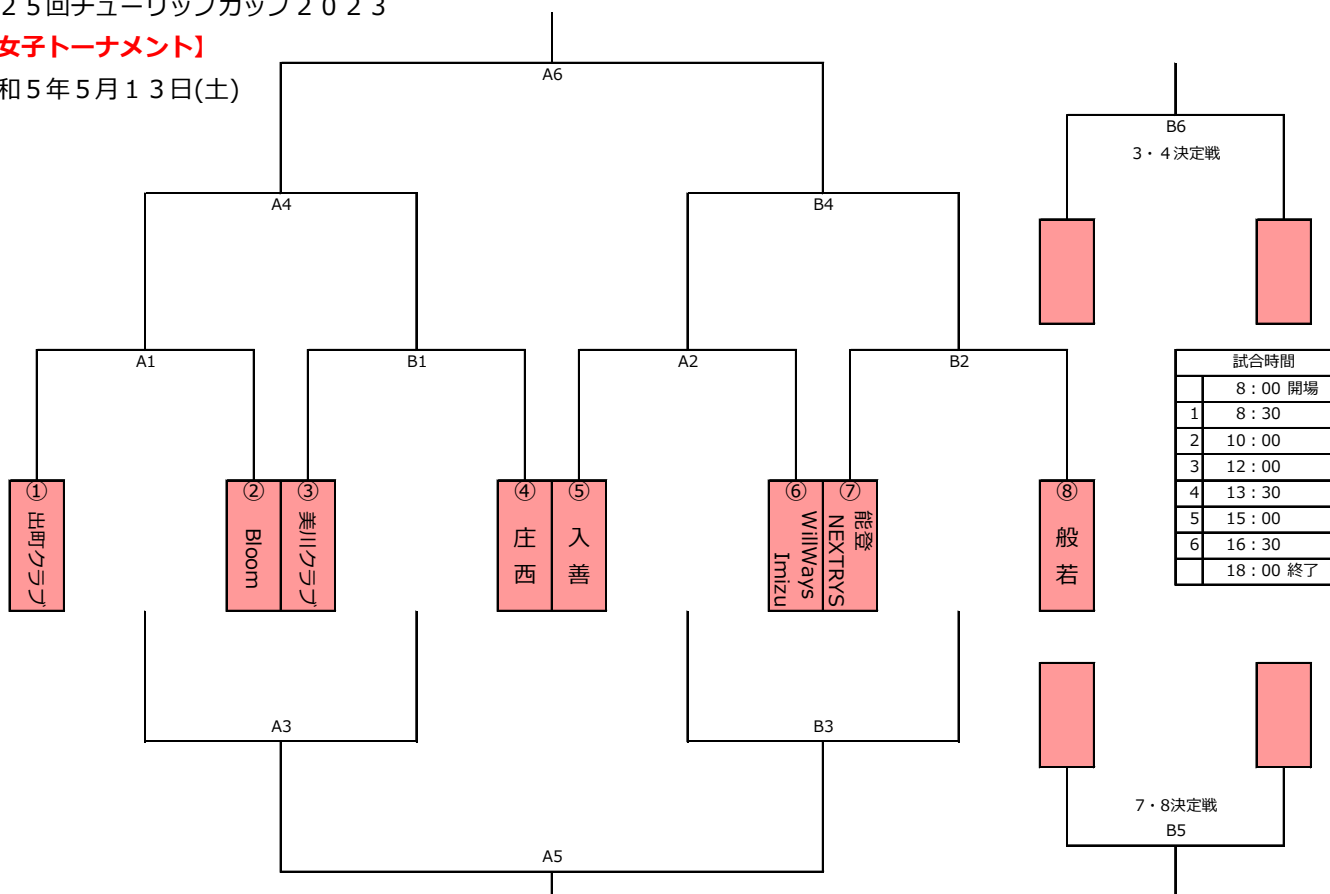 ２５回チューリップカップ２０２３
女子トーナメント】
和５年５月１３日(土)
A6
B6
3・4決定戦
A4
B4
A1
B1
A2
B2
試合時間
8：00 開場
1 8：30
2 10：00
3 12：00
4 13：30
5 15：00
6 16：30
18：00 終了
① 出町クラブ
② Bloom
③ 美川クラブ
④ 庄西
⑤ 入善
⑥ WillWays
Imizu
⑦ 能登
NEXTRYS
⑧ 般若
A3
B3
7・8決定戦
B5
A5